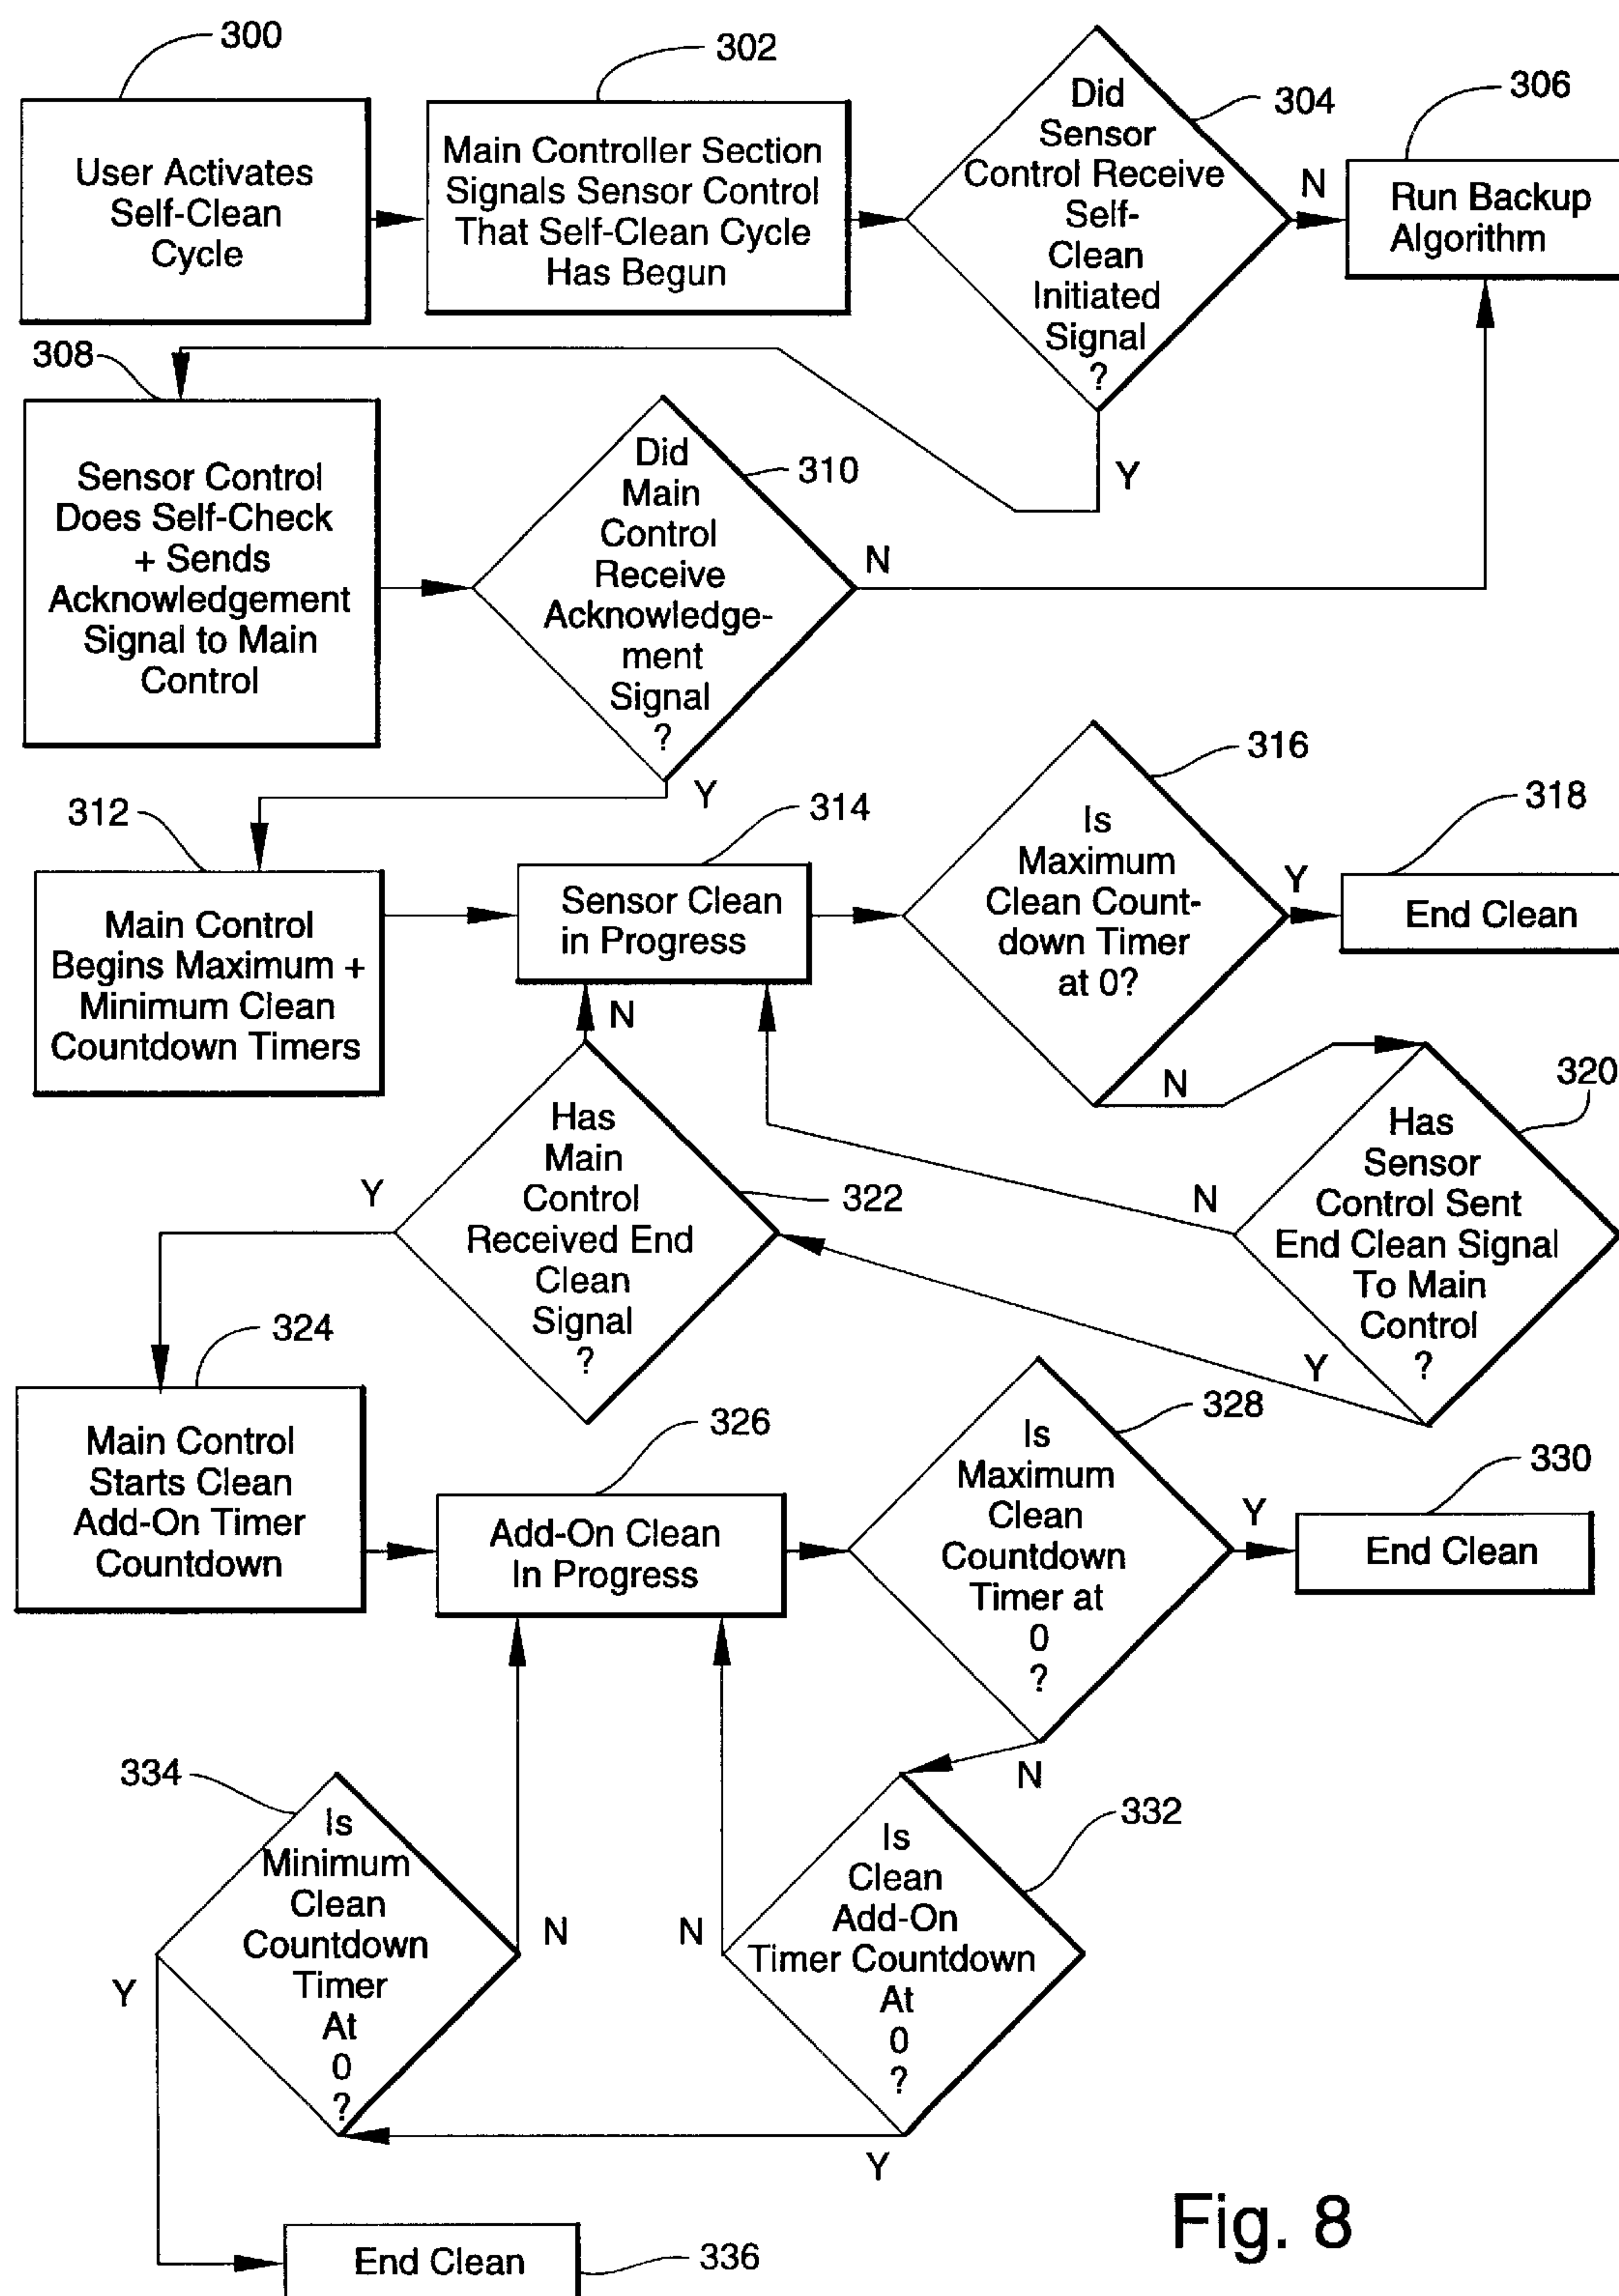 300
User Activates
Self-Clean
Cycle
302
Main Controller Section
Signals Sensor Control
That Self-Clean Cycle
Has Begun
304
Did
Sensor
Control Receive
Self-
Clean
Initiated
Signal
?
N
Y
306
Run Backup
Algorithm
308
Sensor Control
Does Self-Check
+ Sends
Acknowledgement
Signal to Main
Control
310
Did
Main
Control
Receive
Acknowledge-
ment
Signal
?
N
Y
312
Main Control
Begins Maximum +
Minimum Clean
Countdown Timers
314
Sensor Clean
in Progress
316
Is
Maximum
Clean Count-
down Timer
at 0?
Y
N
318
End Clean
320
Has
Sensor
Control Sent
End Clean Signal
To Main
Control
?
N
Y
322
Has
Main
Control
Received End
Clean
Signal
?
N
Y
324
Main Control
Starts Clean
Add-On Timer
Countdown
326
Add-On Clean
In Progress
328
Is
Maximum
Clean
Countdown
Timer at
0
?
Y
N
330
End Clean
332
Is
Clean
Add-On
Timer Countdown
At
0
?
N
Y
334
Is
Minimum
Clean
Countdown
Timer
At
0
?
N
Y
336
End Clean
Fig. 8